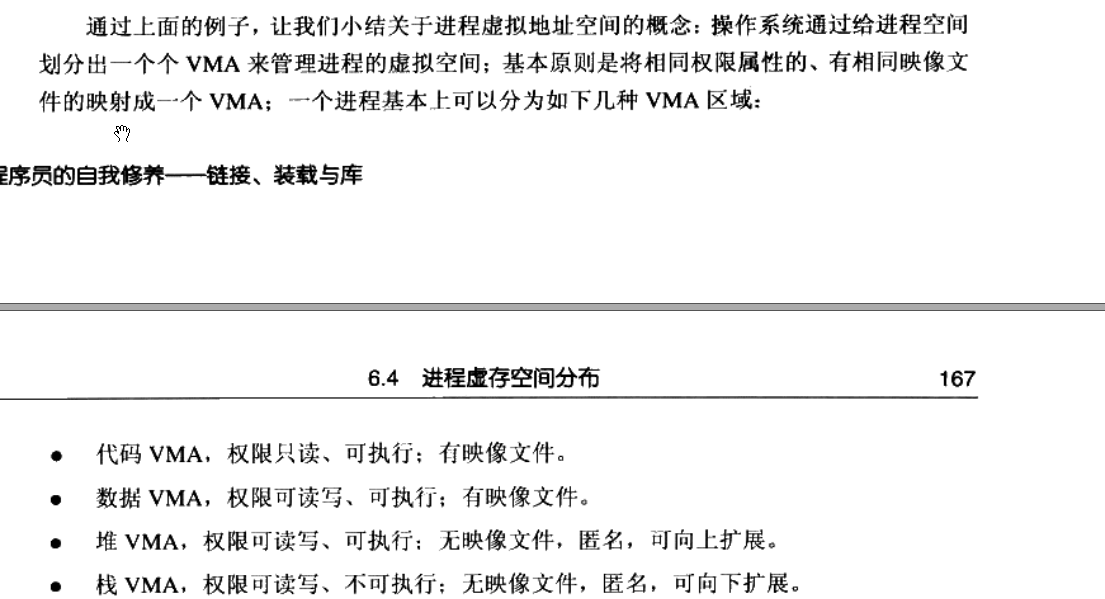 通过上面的例子，让我们小结关于进程虚拟地址空间的概念：操作系统通过给进程空间
划分出一个个 VMA 来管理进程的虚拟空间；基本原则是将相同权限属性的、有相同映像文
件的映射成一个 VMA；一个进程基本上可以分为如下几种 VMA 区域：
程序员的自我修养——链接、装载与库
6.4 进程虚存空间分布 167
● 代码 VMA，权限只读、可执行；有映像文件。
● 数据 VMA，权限可读写、可执行；有映像文件。
● 堆 VMA，权限可读写、可执行；无映像文件，匿名，可向上扩展。
● 栈 VMA，权限可读写、不可执行；无映像文件，匿名，可向下扩展。